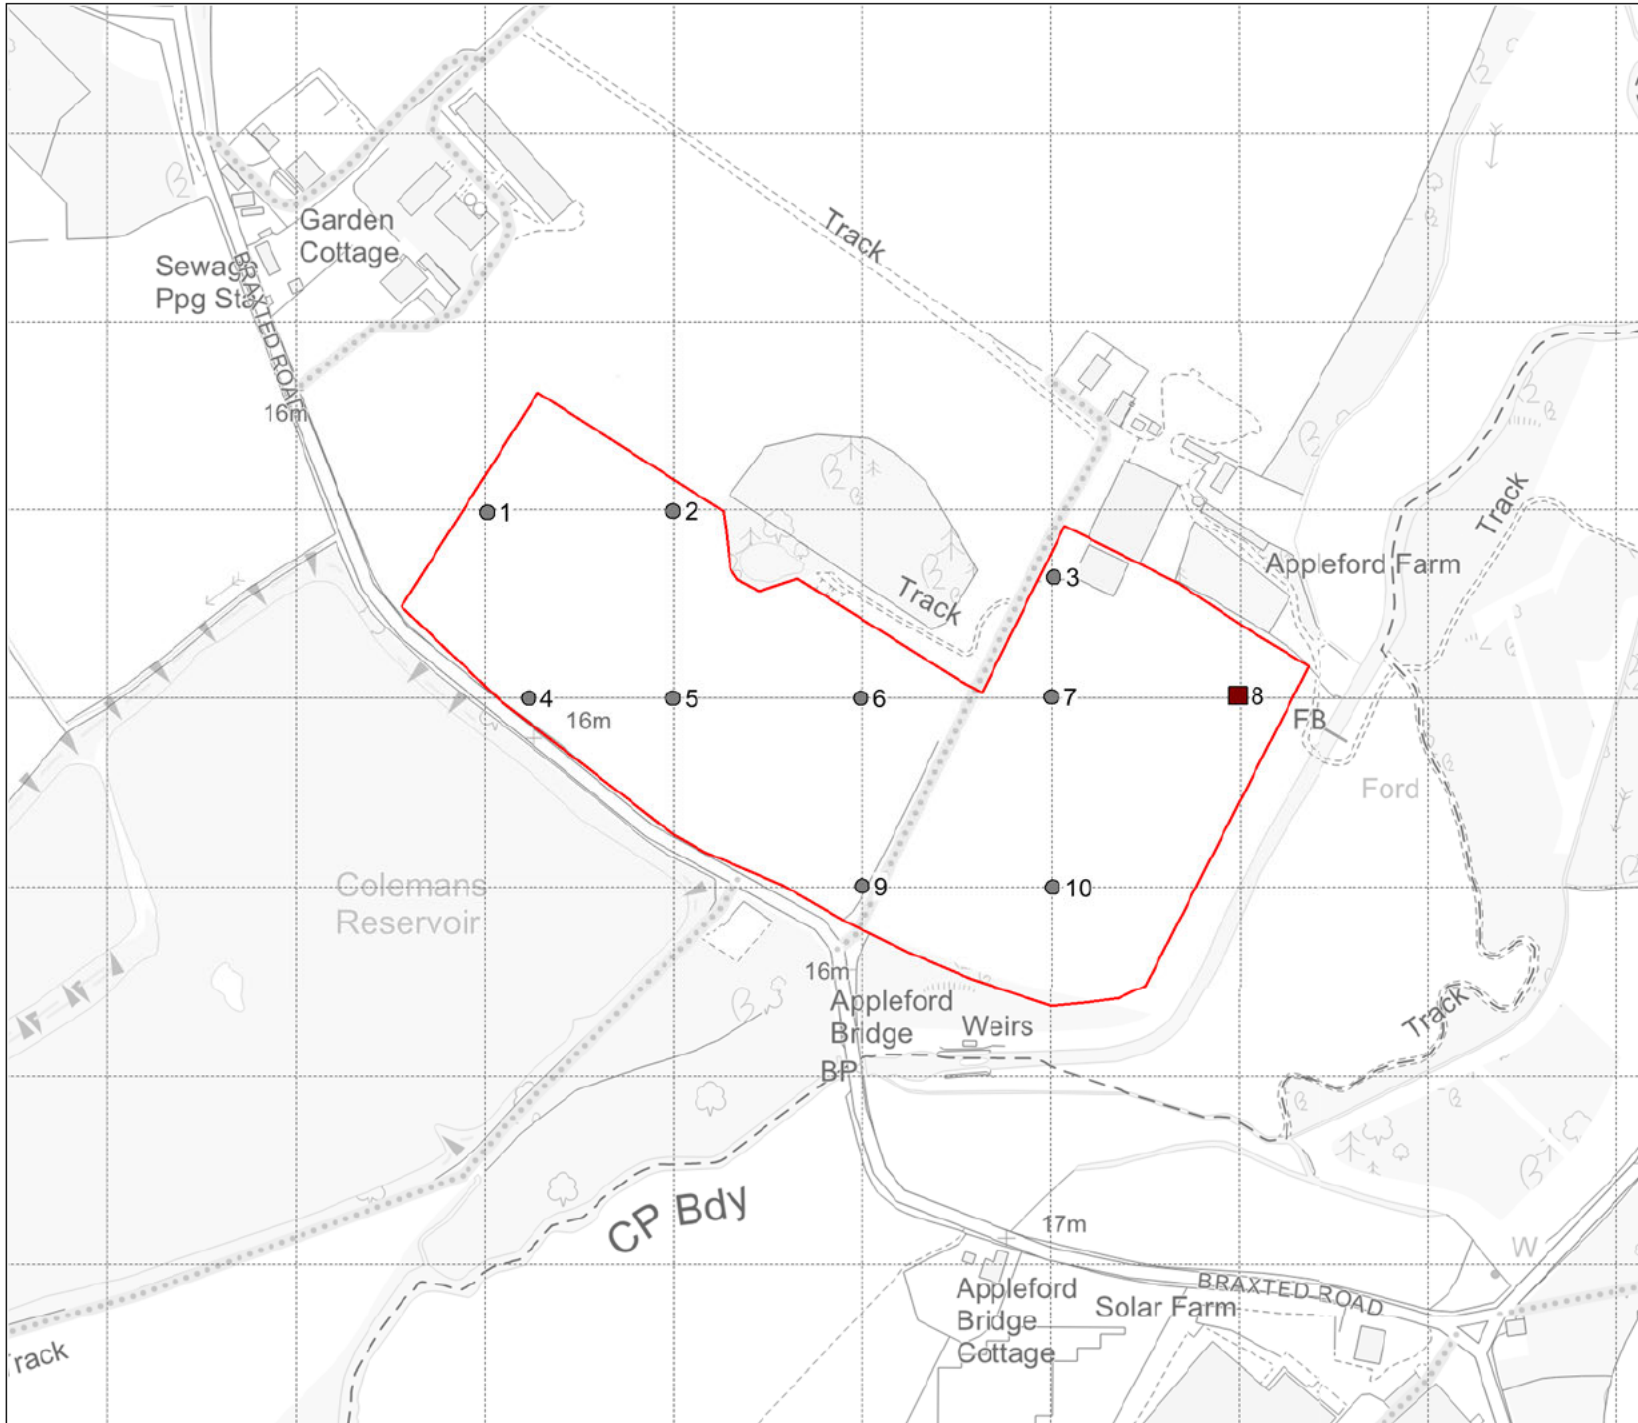 Garden
Cottage
Sewage
Ppg Sta
BRAXTED ROAD
16m
Track
1
2
3
Track
Track
Appleford Farm
4
16m
5
6
7
8
FB
Ford
Colemans
Reservoir
9
10
16m
Appleford
Bridge
Weirs
BP
Track
CP Bdy
17m
W
BRAXTED ROAD
Appleford
Bridge
Cottage
Solar Farm
rack